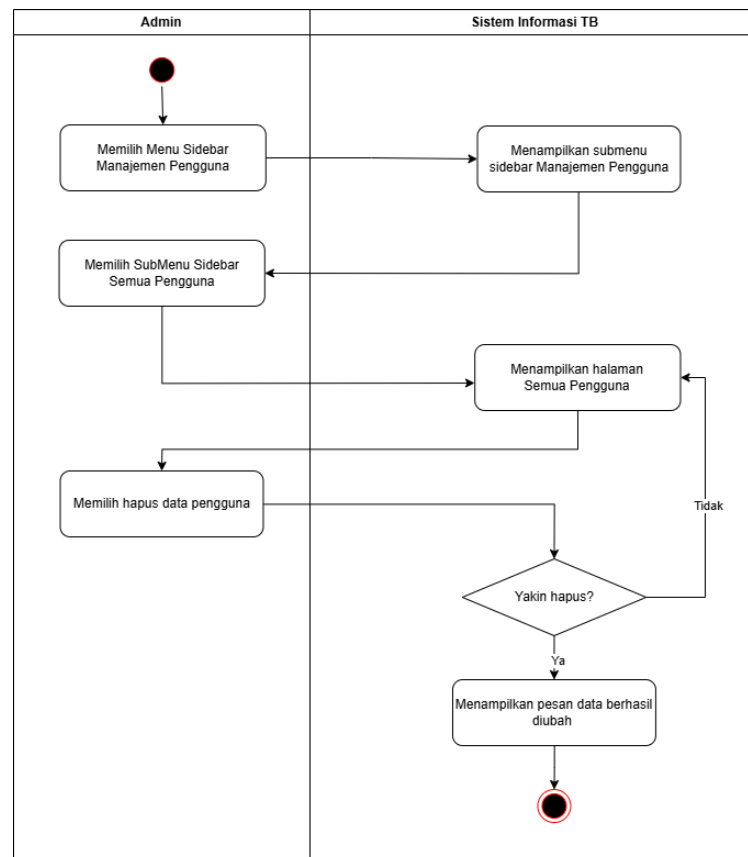 Admin
Sistem Informasi TB
Memilih Menu Sidebar
Manajemen Pengguna
Menampilkan submenu
sidebar Manajemen Pengguna
Memilih SubMenu Sidebar
Semua Pengguna
Menampilkan halaman
Semua Pengguna
Memilih hapus data pengguna
Tidak
Yakin hapus?
Ya
Menampilkan pesan data berhasil
diubah